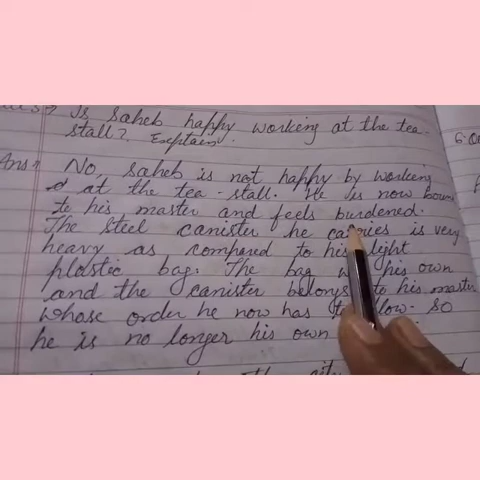 Is Saheb happy working at the tea
stall? Explain.
Ans No, Saheb is not happy by working
at the tea-stall. He is now bound
to his master and feels burdened.
The steel canister he carries is very
heavy as compared to his light
plastic bag. The bag his own
and the canister belongs to his master
whose order he now has to. So
he is no longer his own